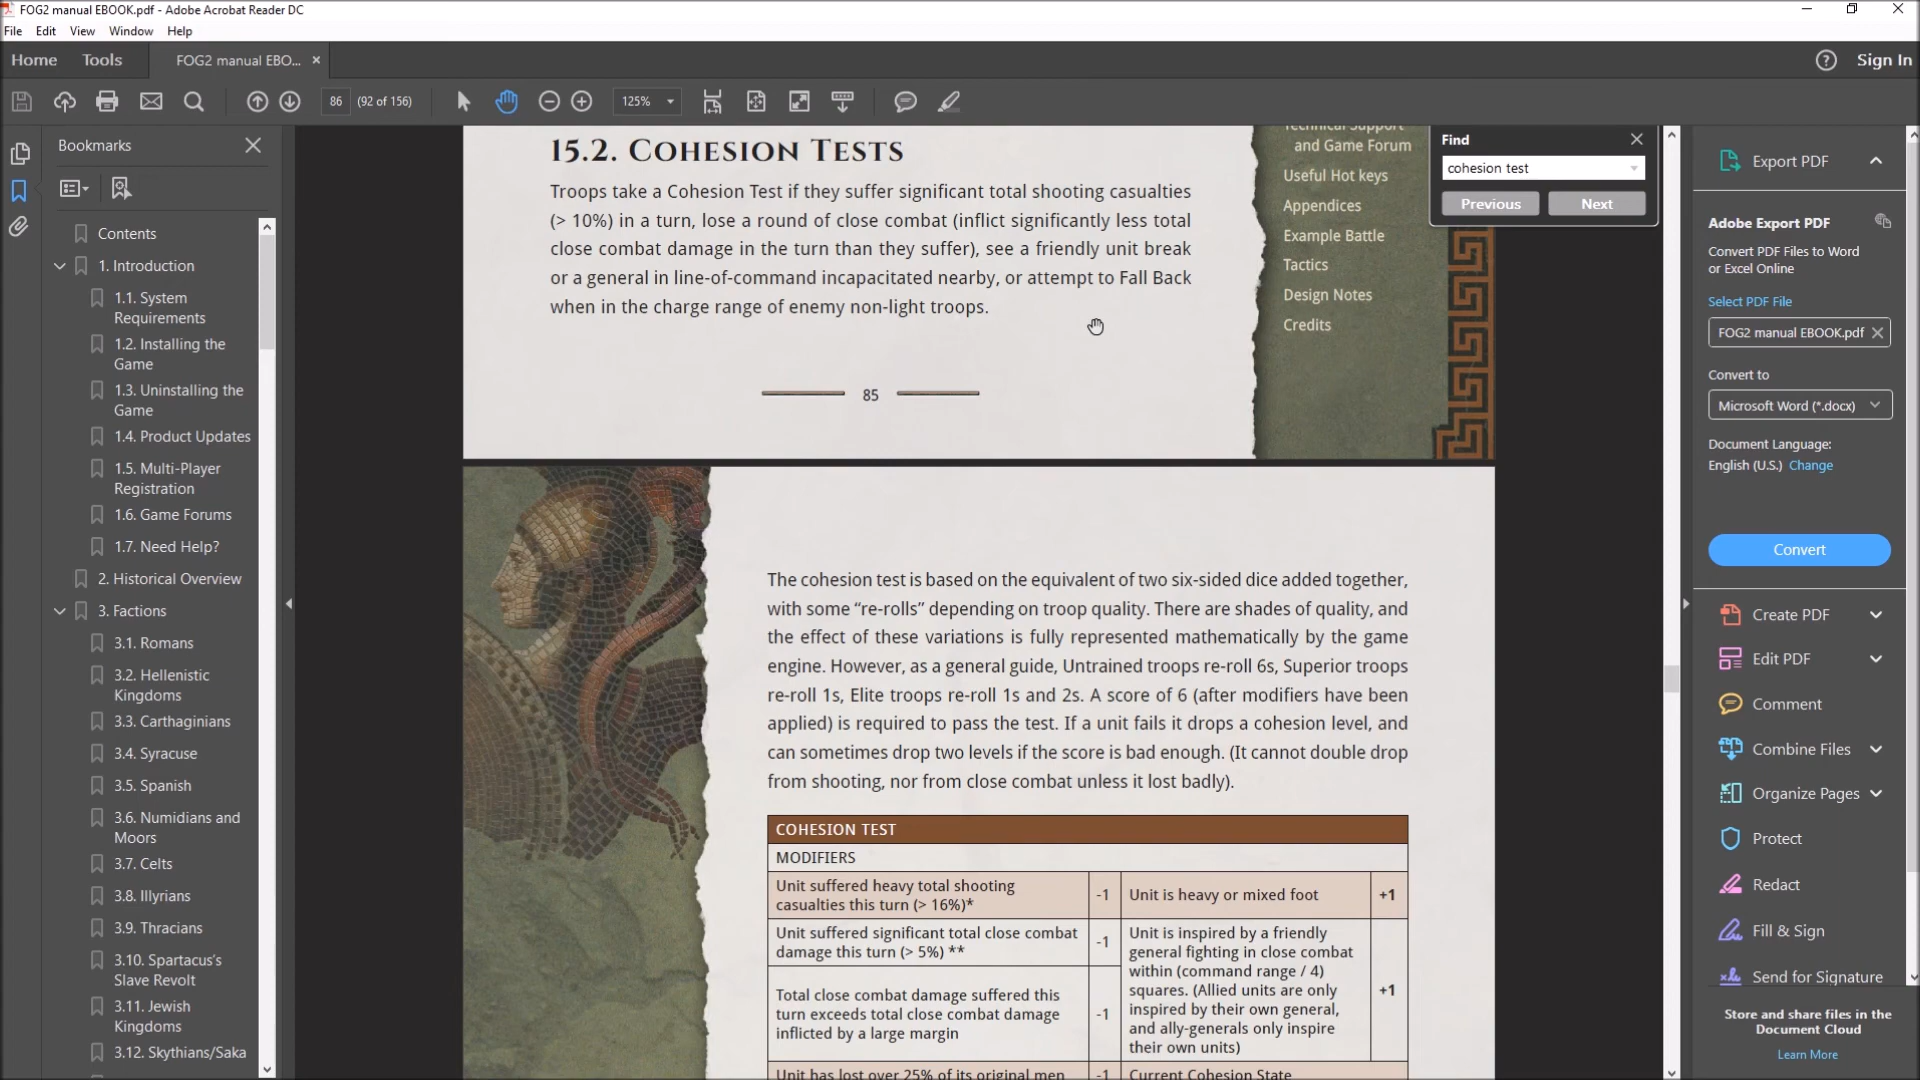 FOG2 manual EBOOK.pdf - Adobe Acrobat Reader DC
File Edit View Window Help
Home Tools FOG2 manual EBO... × Sign In
86 (92 of 156) 125%
Bookmarks
Contents
1. Introduction
1.1. System
Requirements
1.2. Installing the
Game
1.3. Uninstalling the
Game
1.4. Product Updates
1.5. Multi-Player
Registration
1.6. Game Forums
1.7. Need Help?
2. Historical Overview
3. Factions
3.1. Romans
3.2. Hellenistic
Kingdoms
3.3. Carthaginians
3.4. Syracuse
3.5. Spanish
3.6. Numidians and
Moors
3.7. Celts
3.8. Illyrians
3.9. Thracians
3.10. Spartacus's
Slave Revolt
3.11. Jewish
Kingdoms
3.12. Skythians/Saka
15.2. COHESION TESTS
Troops take a Cohesion Test if they suffer significant total shooting casualties
(> 10%) in a turn, lose a round of close combat (inflict significantly less total
close combat damage in the turn than they suffer), see a friendly unit break
or a general in line-of-command incapacitated nearby, or attempt to Fall Back
when in the charge range of enemy non-light troops.
85
Technical Support
and Game Forum
Useful Hot keys
Appendices
Example Battle
Tactics
Design Notes
Credits
Find
cohesion test
Previous Next
The cohesion test is based on the equivalent of two six-sided dice added together,
with some “re-rolls” depending on troop quality. There are shades of quality, and
the effect of these variations is fully represented mathematically by the game
engine. However, as a general guide, Untrained troops re-roll 6s, Superior troops
re-roll 1s, Elite troops re-roll 1s and 2s. A score of 6 (after modifiers have been
applied) is required to pass the test. If a unit fails it drops a cohesion level, and
can sometimes drop two levels if the score is bad enough. (It cannot double drop
from shooting, nor from close combat unless it lost badly).
COHESION TEST
MODIFIERS
Unit suffered heavy total shooting
casualties this turn (> 16%)* -1
Unit is heavy or mixed foot +1
Unit suffered significant total close combat
damage this turn (> 5%) ** -1
Unit is inspired by a friendly
general fighting in close combat
within (command range / 4)
squares. (Allied units are only
inspired by their own general,
and ally-generals only inspire
their own units) +1
Total close combat damage suffered this
turn exceeds total close combat damage
inflicted by a large margin -1
Unit has lost over 25% of its original men -1
Current Cohesion State
Export PDF
Adobe Export PDF
Convert PDF Files to Word
or Excel Online
Select PDF File
FOG2 manual EBOOK.pdf
Convert to
Microsoft Word (*.docx)
Document Language:
English (U.S.) Change
Convert
Create PDF
Edit PDF
Comment
Combine Files
Organize Pages
Protect
Redact
Fill & Sign
Send for Signature
Store and share files in the
Document Cloud
Learn More